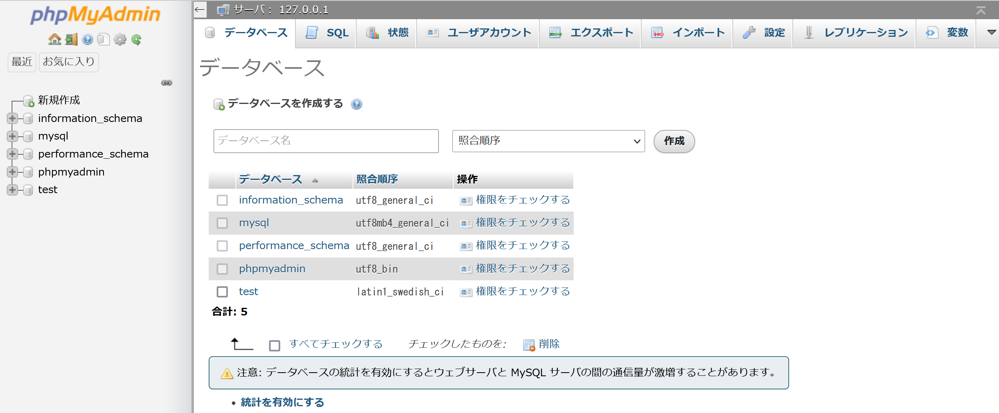 phpMyAdmin
最近 お気に入り
新規作成
information_schema
mysql
performance_schema
phpmyadmin
test
サーバ: 127.0.0.1
データベース SQL 状態 ユーザアカウント エクスポート インポート 設定 レプリケーション 変数
データベース
データベースを作成する
データベース名 照合順序 作成
データベース 照合順序 操作
information_schema utf8_general_ci 権限をチェックする
mysql utf8mb4_general_ci 権限をチェックする
performance_schema utf8_general_ci 権限をチェックする
phpmyadmin utf8_bin 権限をチェックする
test latin1_swedish_ci 権限をチェックする
合計: 5
すべてチェックする チェックしたものを: 削除
注意: データベースの統計を有効にするとウェブサーバと MySQL サーバの間の通信量が激増することがあります。
• 統計を有効にする